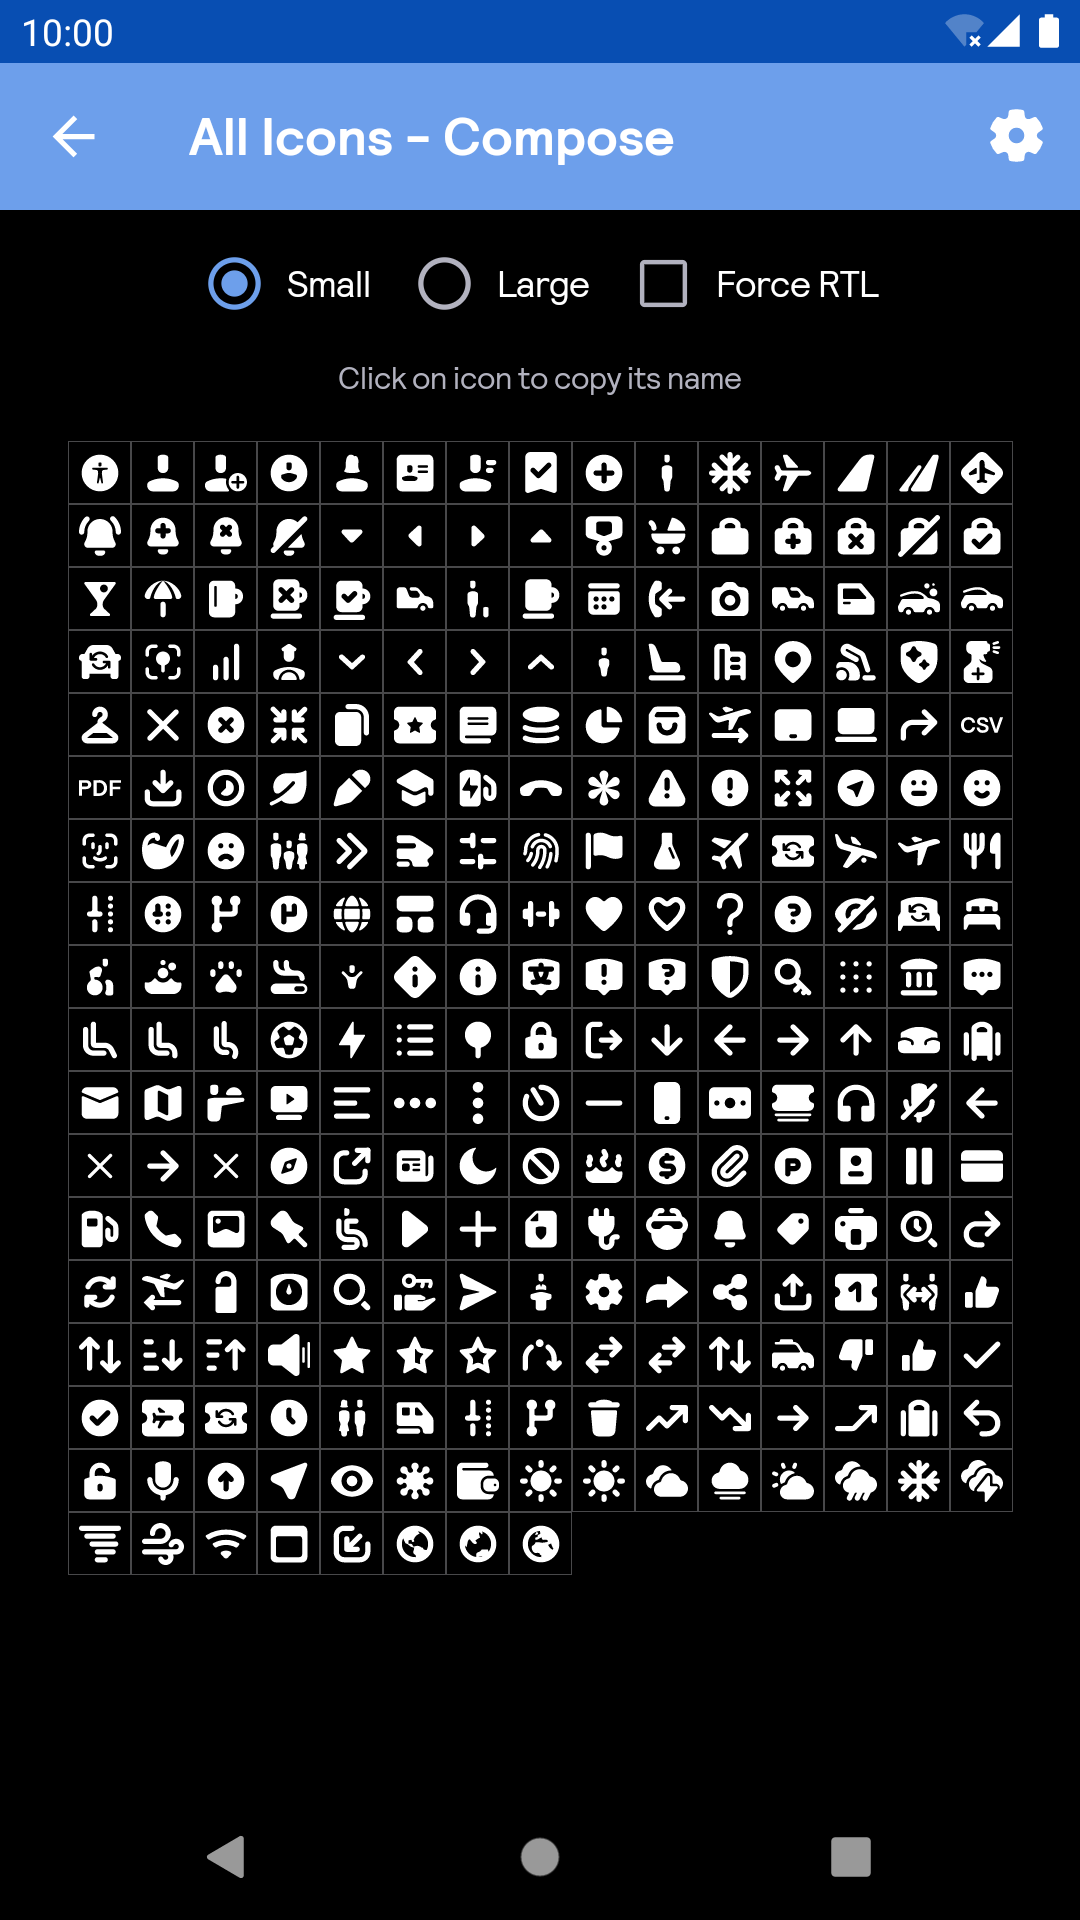 10:00
All Icons - Compose
Small Large Force RTL
Click on icon to copy its name
CSV
PDF